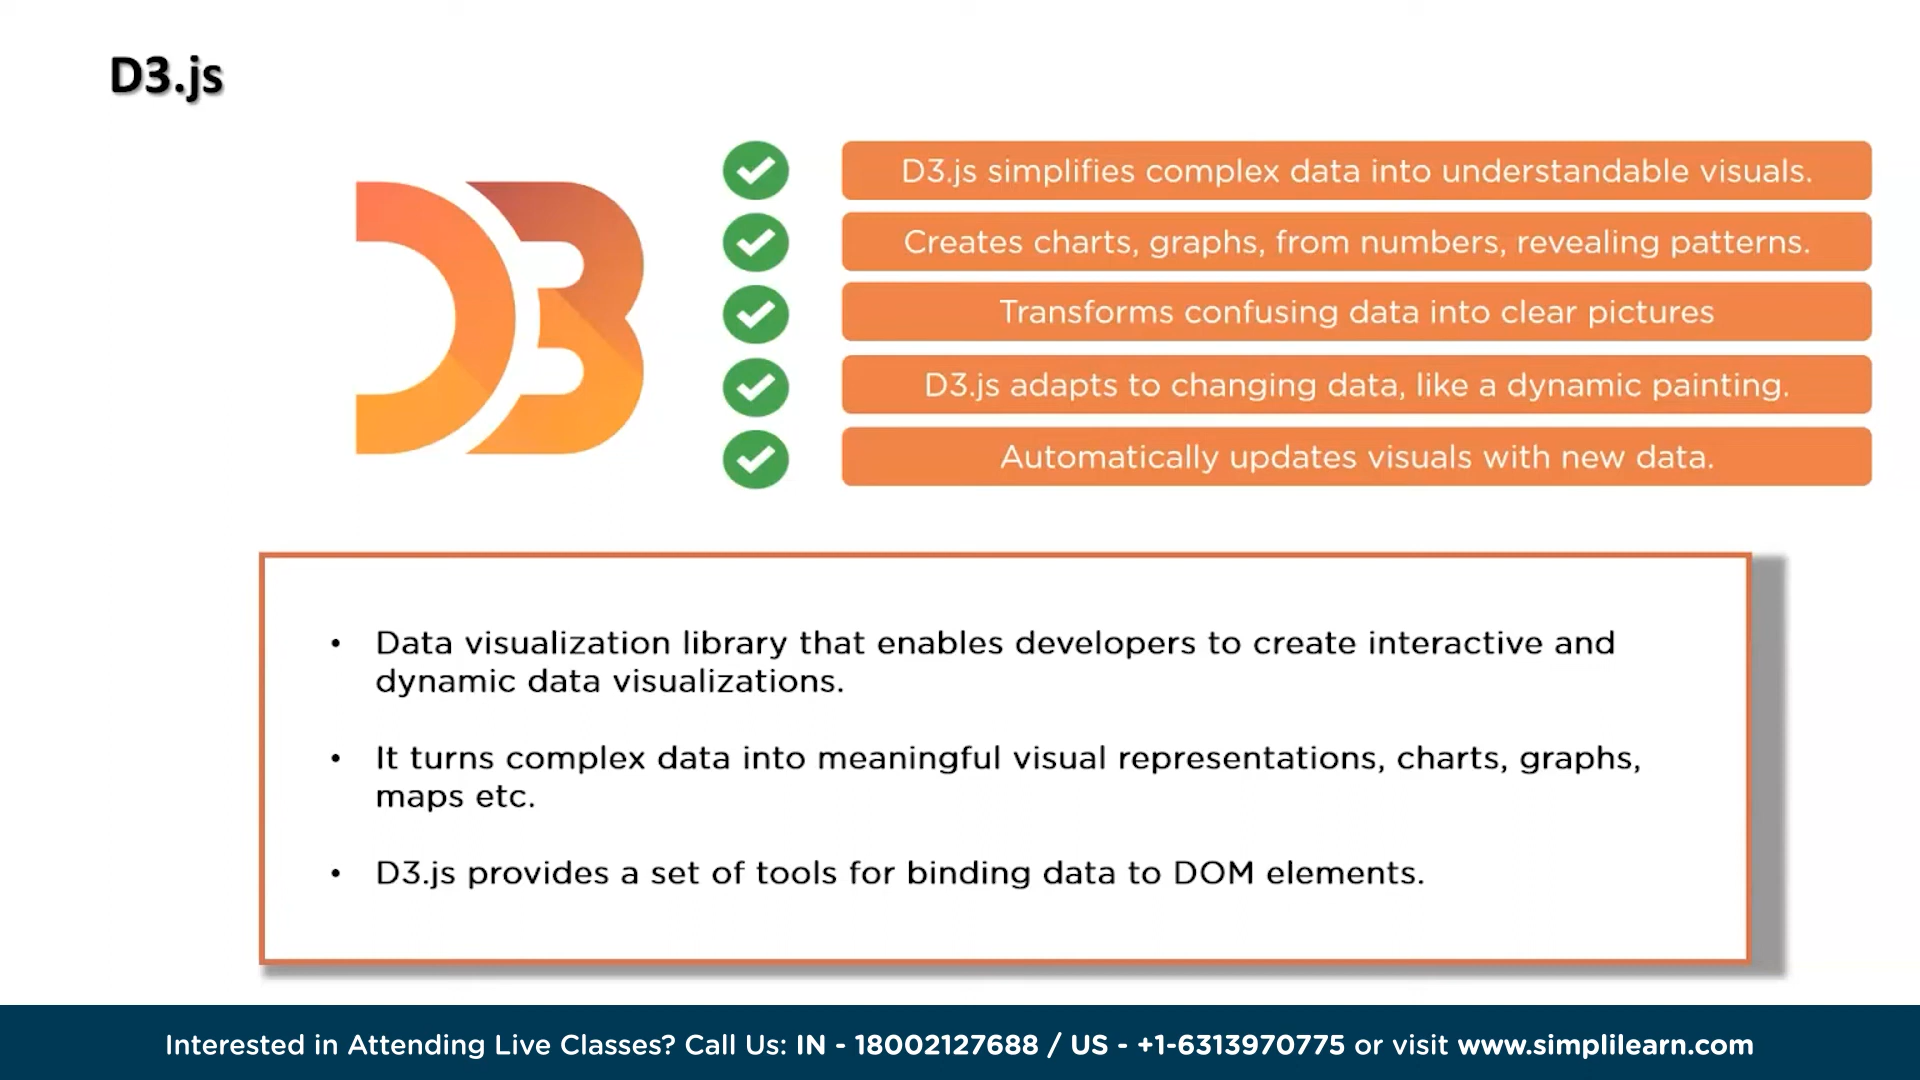 D3.js
D3
D3.js simplifies complex data into understandable visuals.
Creates charts, graphs, from numbers, revealing patterns.
Transforms confusing data into clear pictures
D3.js adapts to changing data, like a dynamic painting.
Automatically updates visuals with new data.
• Data visualization library that enables developers to create interactive and
dynamic data visualizations.
• It turns complex data into meaningful visual representations, charts, graphs,
maps etc.
• D3.js provides a set of tools for binding data to DOM elements.
Interested in Attending Live Classes? Call Us: IN - 18002127688 / US - +1-6313970775 or visit www.simplilearn.com